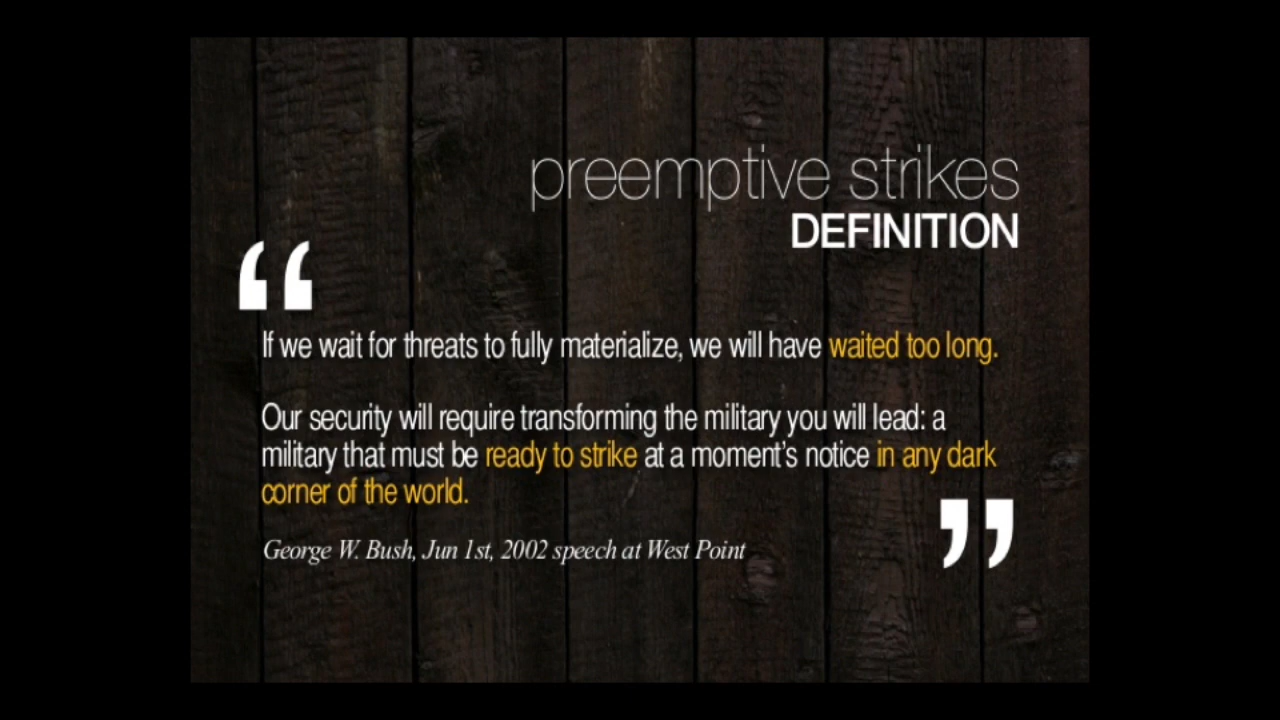 preemptive strikes
DEFINITION
“
If we wait for threats to fully materialize, we will have waited too long.
Our security will require transforming the military you will lead: a
military that must be ready to strike at a moment’s notice in any dark
corner of the world.
”
George W. Bush, Jun 1st, 2002 speech at West Point